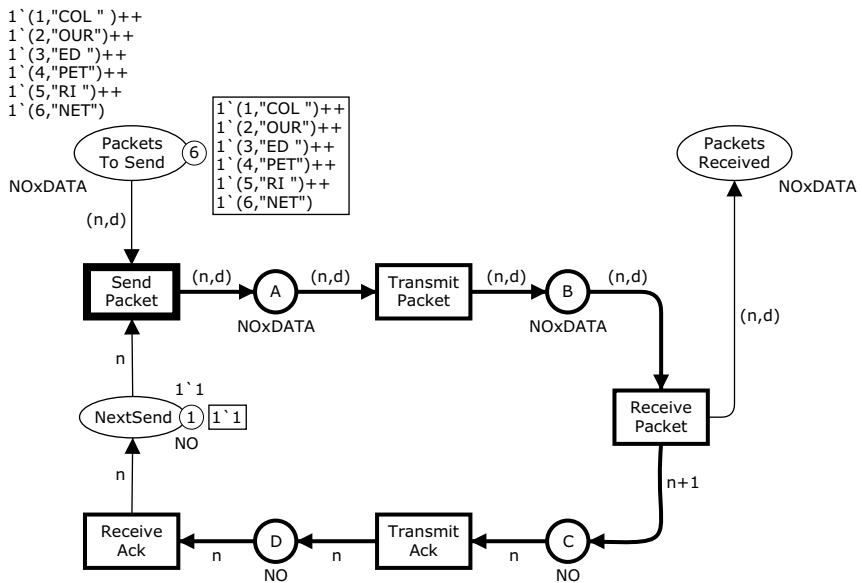 1`(1,"COL " )++
1`(2,"OUR")++
1`(3,"ED ")++
1`(4,"PET")++
1`(5,"RI ")++
1`(6,"NET")
Packets
To Send
6
1`(1,"COL ")++
1`(2,"OUR")++
1`(3,"ED ")++
1`(4,"PET")++
1`(5,"RI ")++
1`(6,"NET")
NOxDATA
Packets
Received
NOxDATA
(n,d)
Send
Packet
(n,d)
A
NOxDATA
(n,d)
Transmit
Packet
(n,d)
B
NOxDATA
(n,d)
(n,d)
n
1`1
NextSend
1
1`1
NO
Receive
Packet
n
n+1
Receive
Ack
n
D
NO
n
Transmit
Ack
n
C
NO